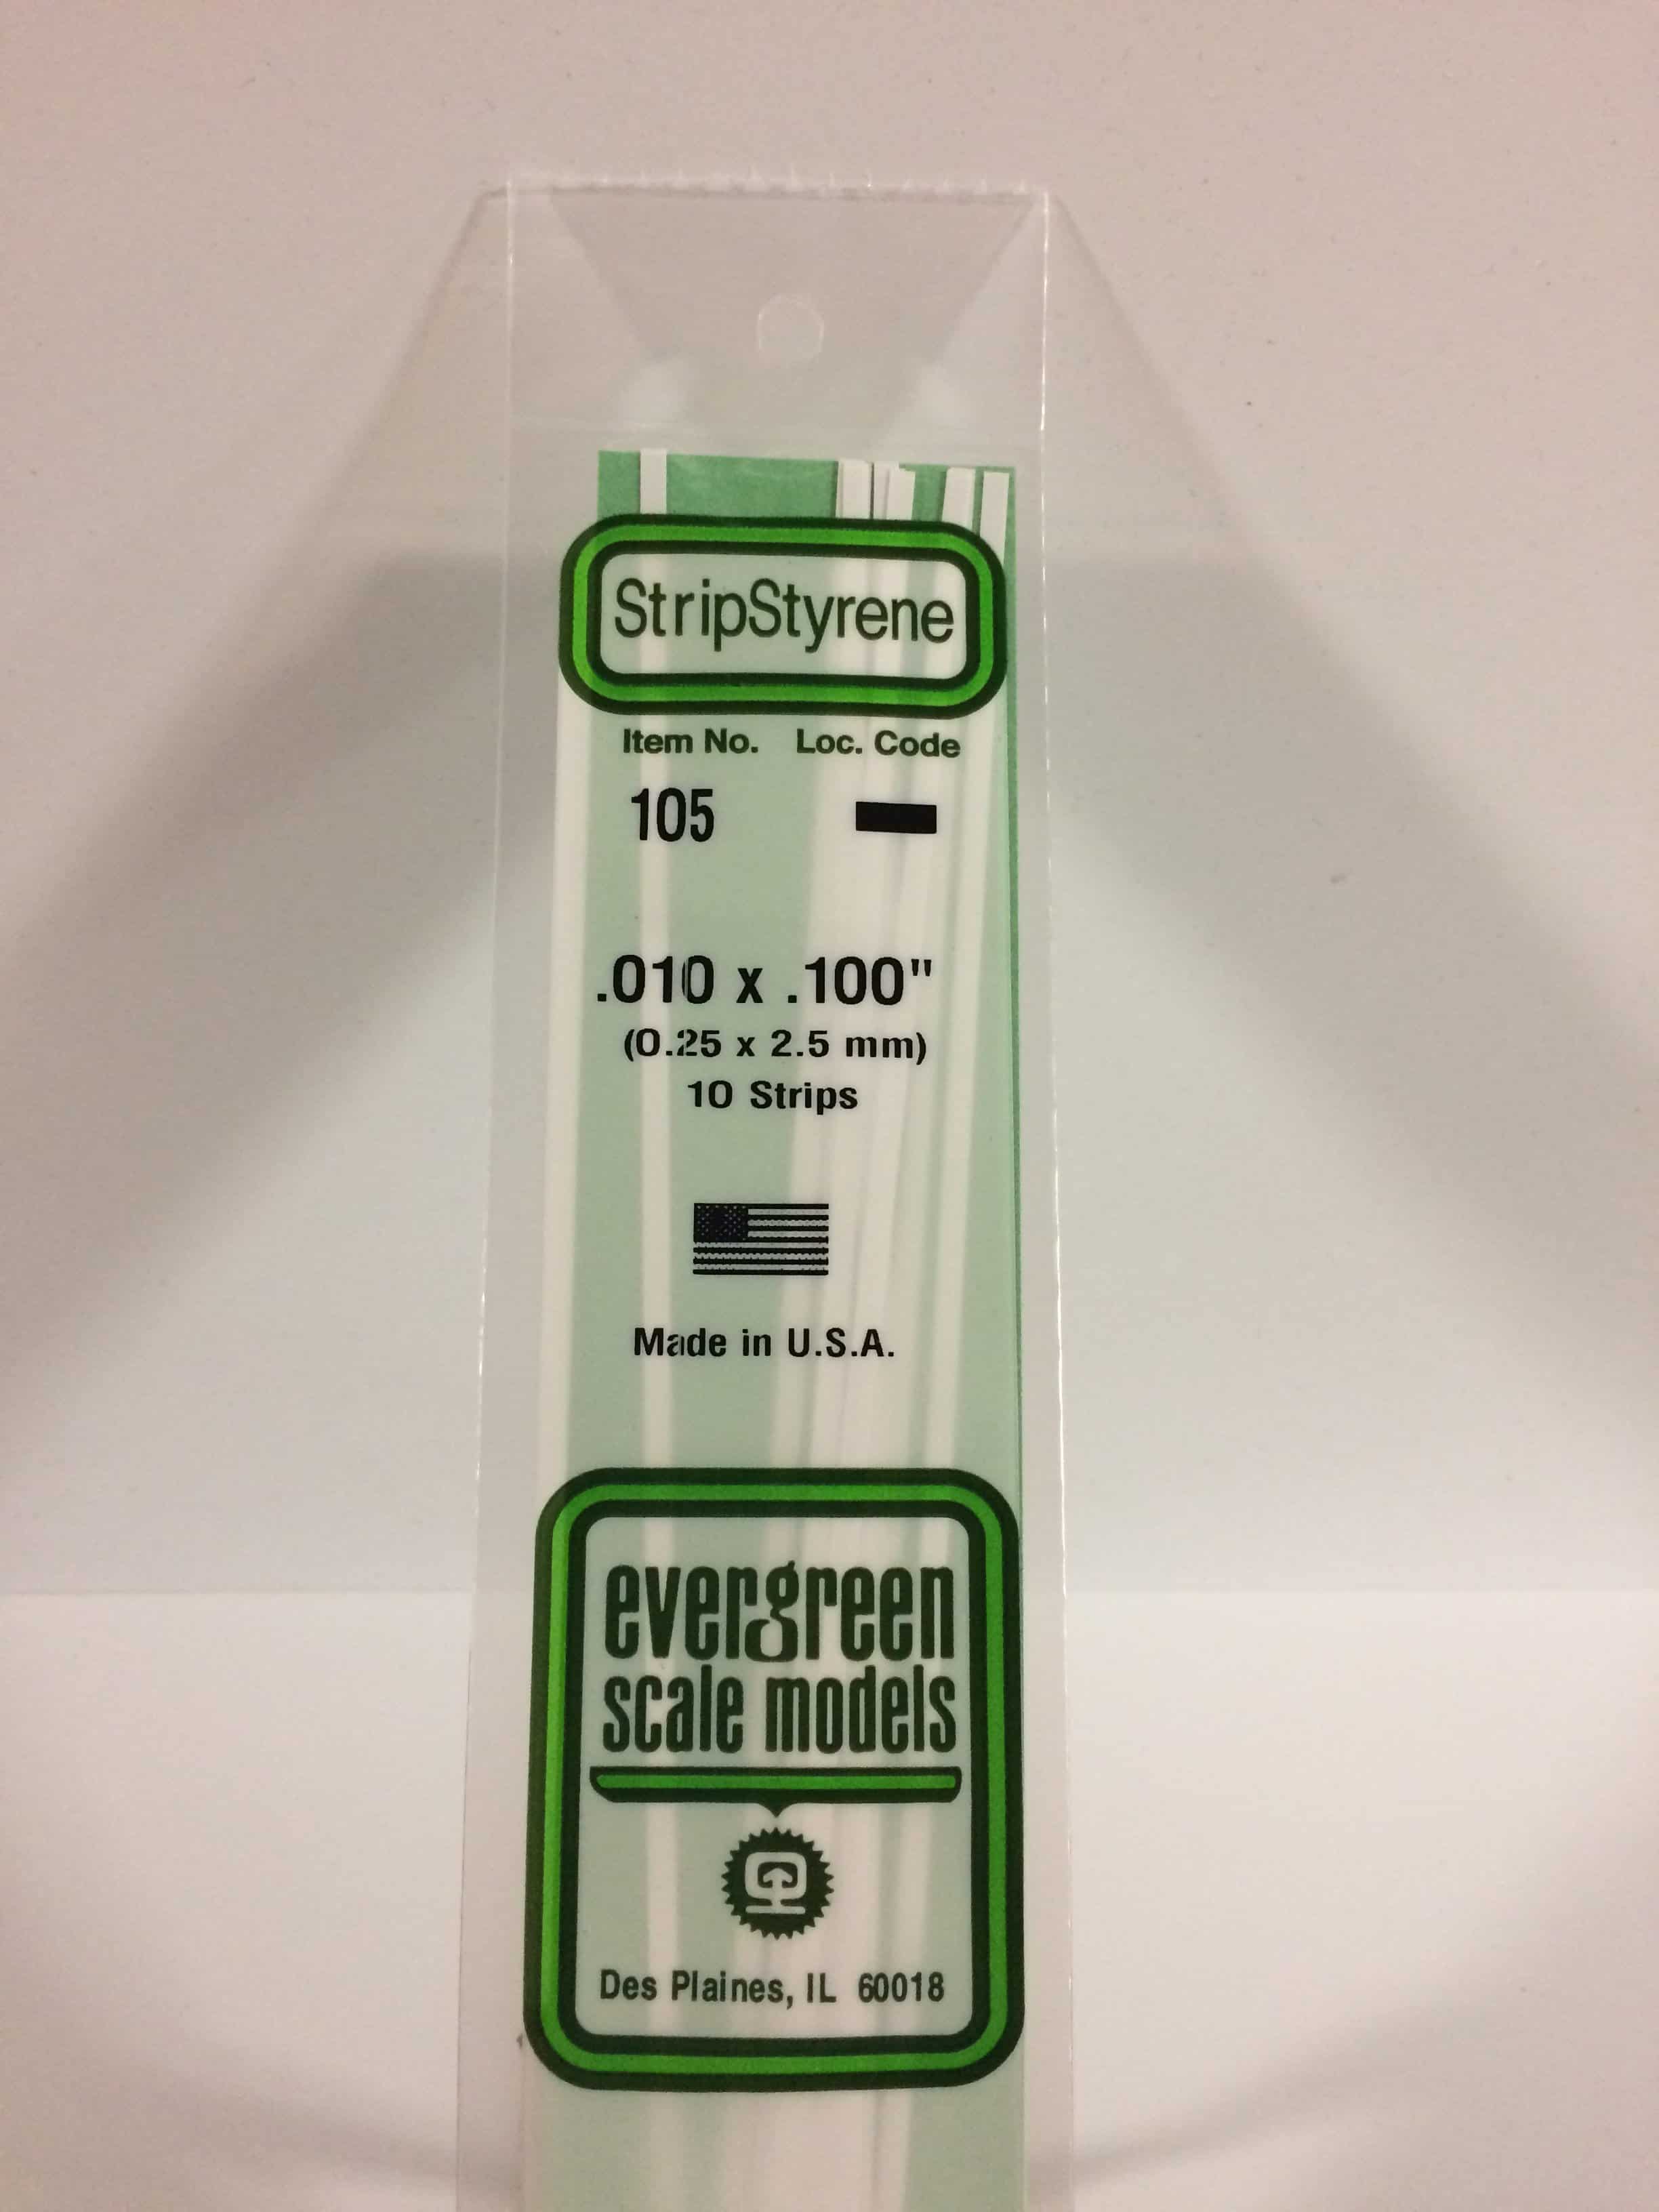 StripStyrene
Item No. Loc. Code
105
.010 x .100"
(0.25 x 2.5 mm)
10 Strips
Made in U.S.A.
evergreen
scale models
Des Plaines, IL 60018